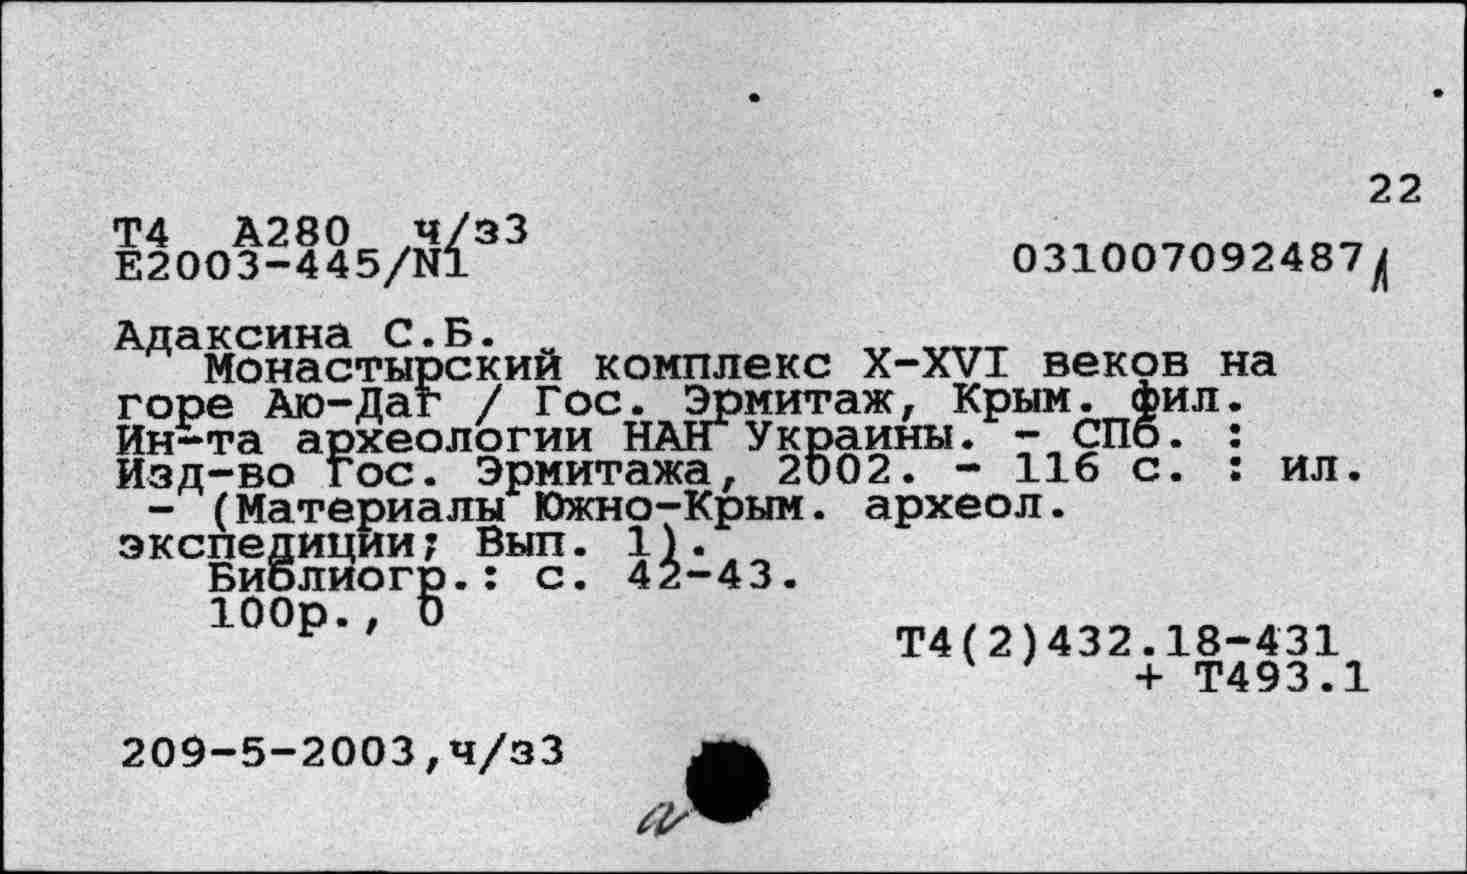 22
Т4 А280 ч/з3
Е2003-445/N1
031007092487
Адаксина С.Б.
Монастырский комплекс X-XVI веков на
горе Аю-Даг / Гос. Эрмитаж, Крым. фил.
Ин-та археологии НАН Украины. - СПб. :
Изд-во Гос. Эрмитажа, 2002. - 116 с. : ил.
- (Материалы Южно-Крым. археол.
экспедиции; Вып. 1).
Библиогр.: с. 42-43.
100р., 0
Т4(2)432.18-431
+ Т493.1
209-5-2003,ч/з3
а